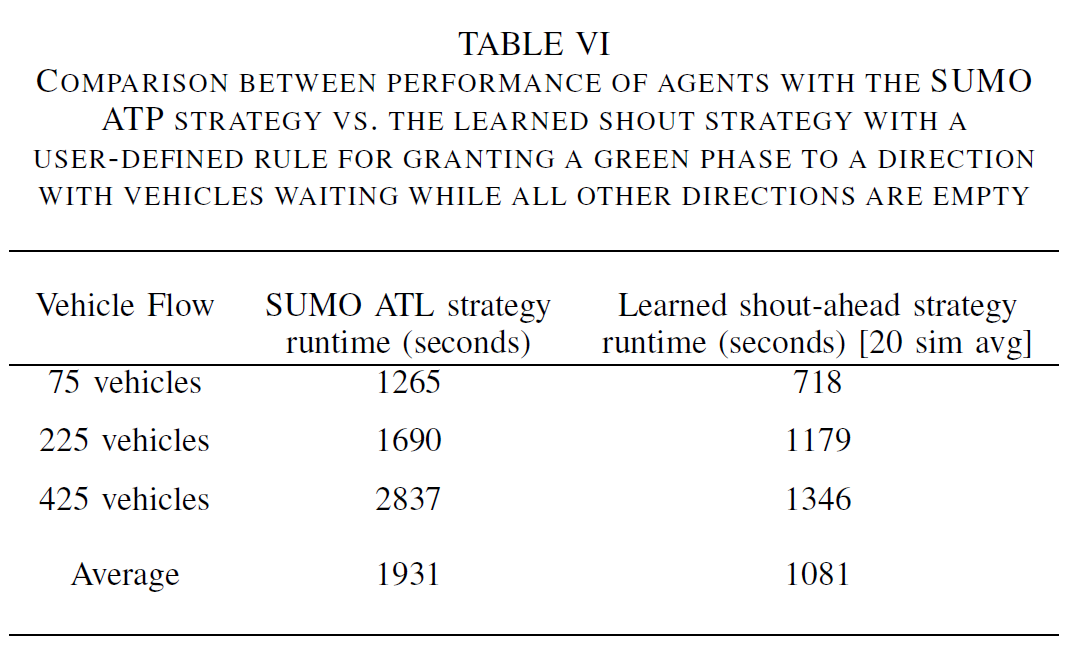 TABLE VI
COMPARISON BETWEEN PERFORMANCE OF AGENTS WITH THE SUMO
ATP STRATEGY VS. THE LEARNED SHOUT STRATEGY WITH A
USER-DEFINED RULE FOR GRANTING A GREEN PHASE TO A DIRECTION
WITH VEHICLES WAITING WHILE ALL OTHER DIRECTIONS ARE EMPTY
Vehicle Flow SUMO ATL strategy Learned shout-ahead strategy
runtime (seconds) runtime (seconds) [20 sim avg]
75 vehicles 1265 718
225 vehicles 1690 1179
425 vehicles 2837 1346
Average 1931 1081